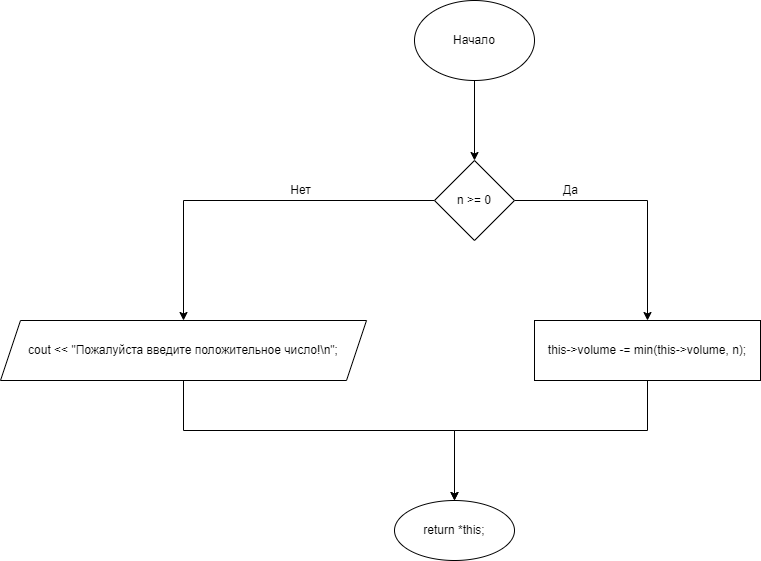 Начало
n >= 0
Нет
Да
cout << "Пожалуйста введите положительное число!\n";
this->volume -= min(this->volume, n);
return *this;